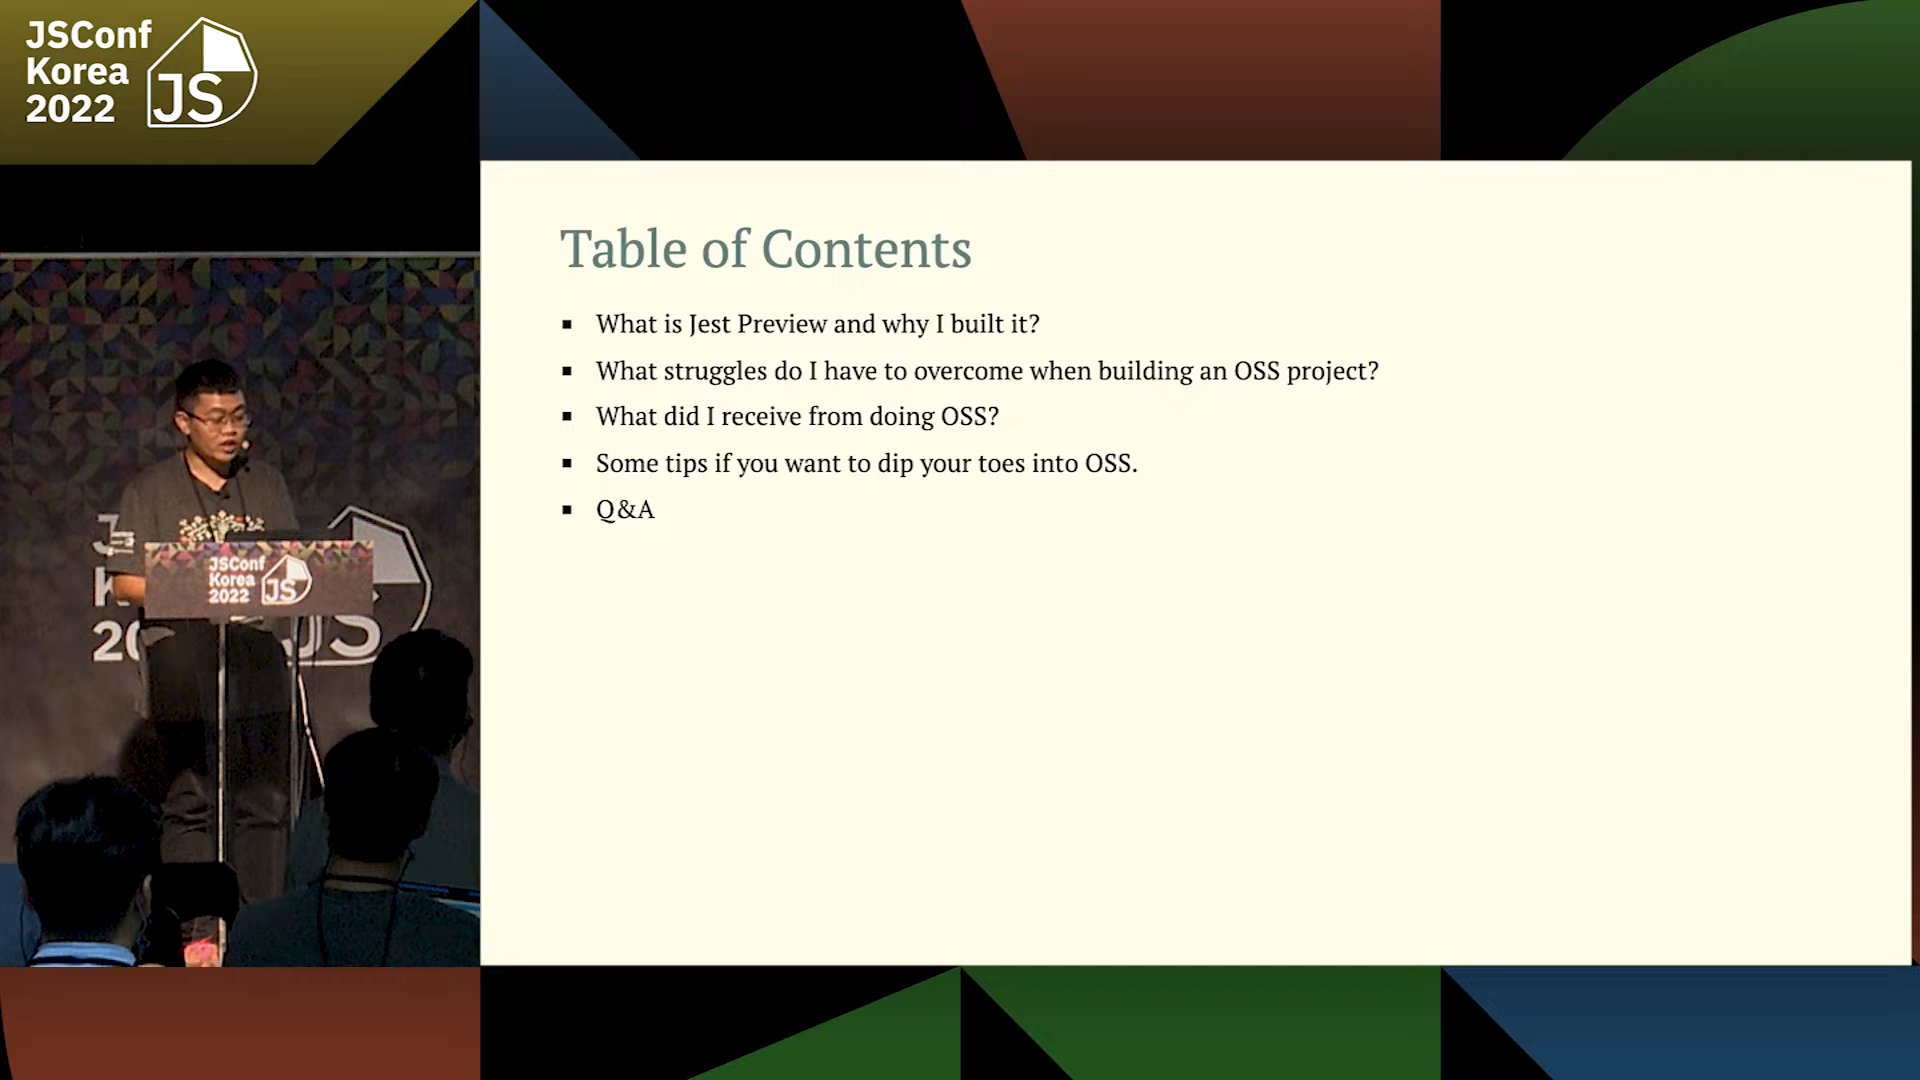 JSConf
Korea
2022
JS
Table of Contents
What is Jest Preview and why I built it?
What struggles do I have to overcome when building an OSS project?
What did I receive from doing OSS?
Some tips if you want to dip your toes into OSS.
Q&A
JSConf
Korea
2022
JS
J
K
20
JS